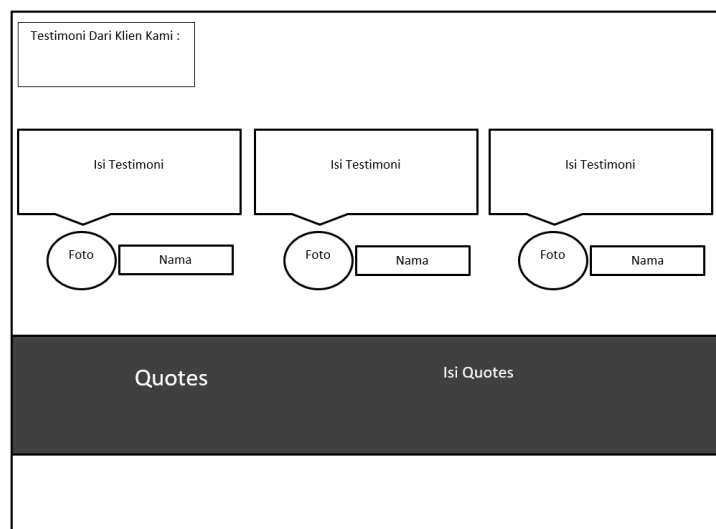 Testimoni Dari Klien Kami :
Isi Testimoni
Isi Testimoni
Isi Testimoni
Foto
Nama
Foto
Nama
Foto
Nama
Quotes
Isi Quotes